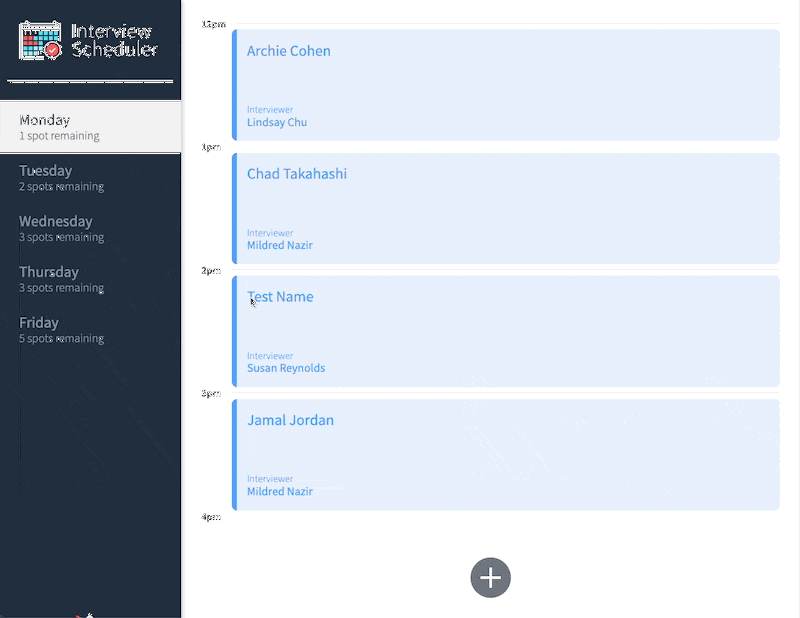 Interview
Scheduler
Monday
1 spot remaining
Tuesday
2 spots remaining
Wednesday
3 spots remaining
Thursday
3 spots remaining
Friday
5 spots remaining
12pm
Archie Cohen
Interviewer
Lindsay Chu
1pm
Chad Takahashi
Interviewer
Mildred Nazir
2pm
Test Name
Interviewer
Susan Reynolds
3pm
Jamal Jordan
Interviewer
Mildred Nazir
4pm